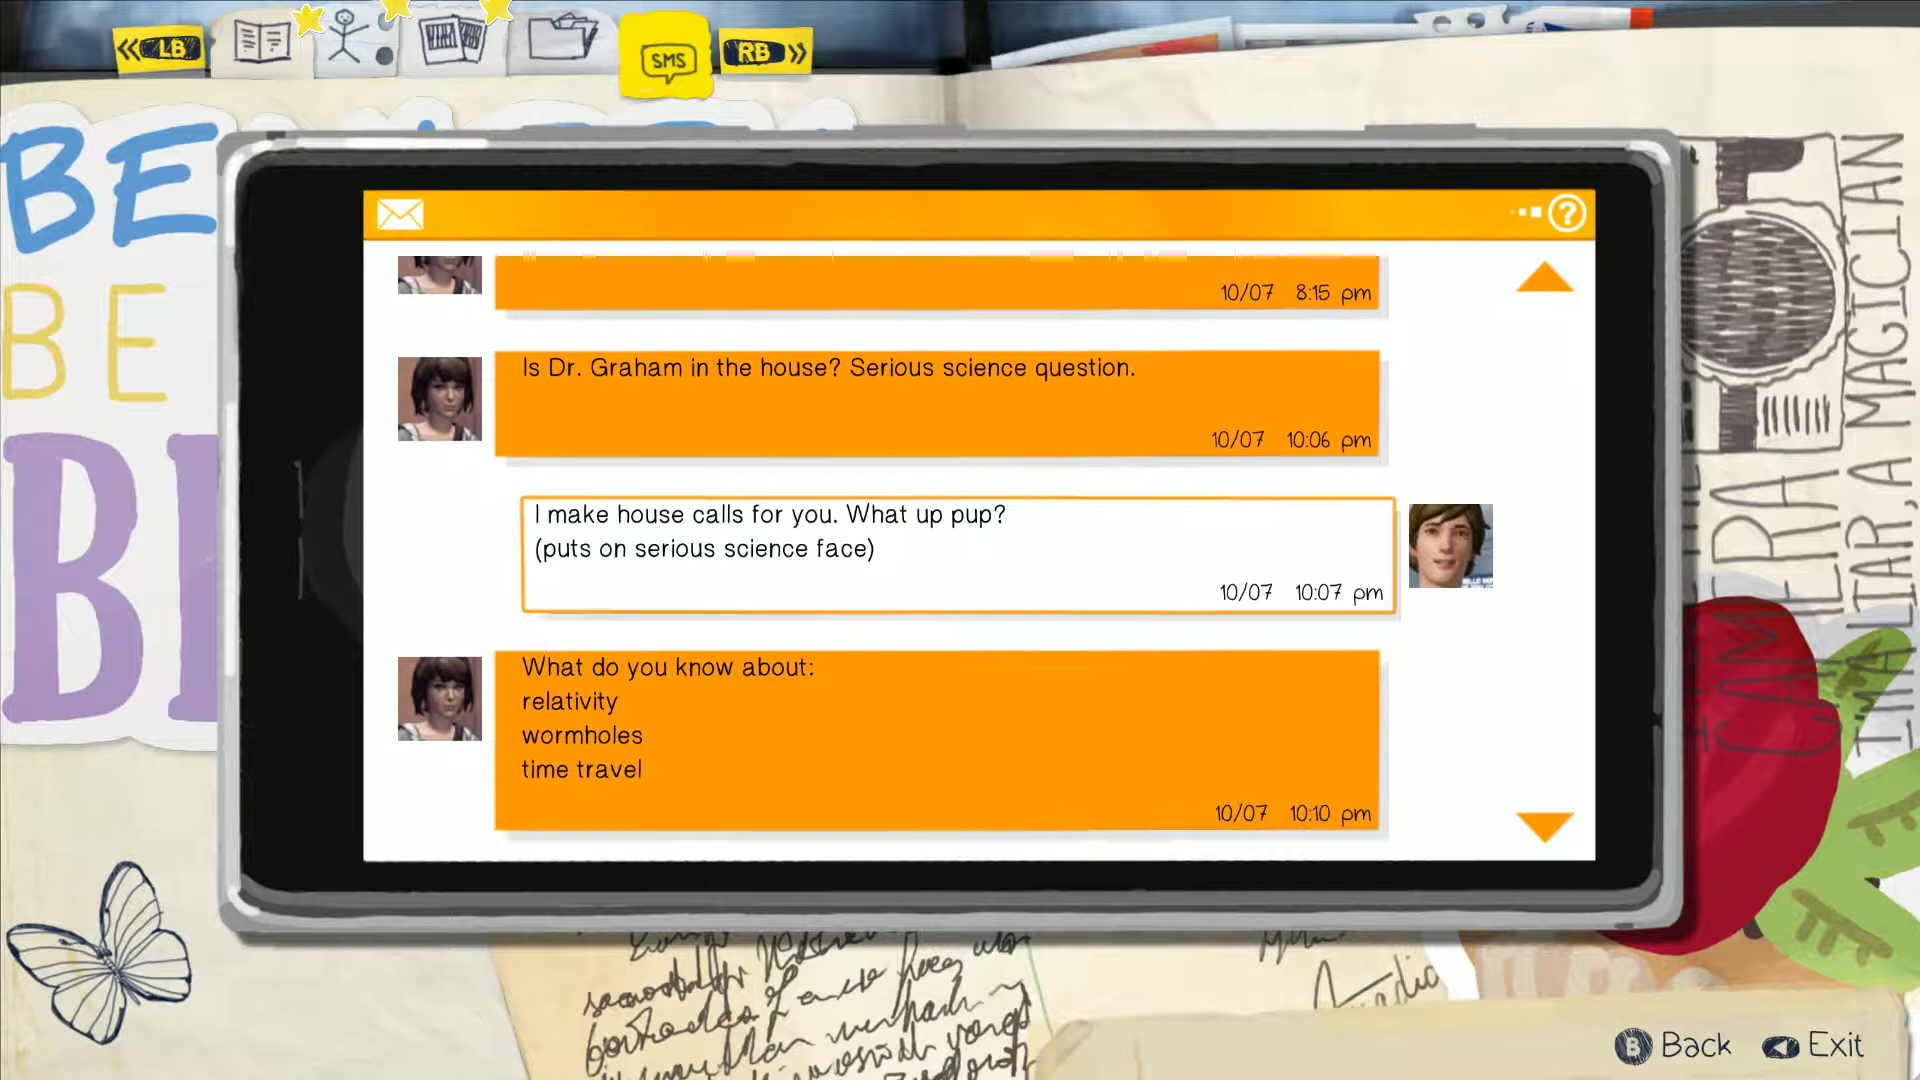 LB
SMS
RB
BE
BE
10/07 8:15 pm
Is Dr. Graham in the house? Serious science question.
10/07 10:06 pm
I make house calls for you. What up pup?
(puts on serious science face)
10/07 10:07 pm
What do you know about:
relativity
wormholes
time travel
10/07 10:10 pm
CAMERA
I'M A LIAR, A MAGICIAN
B Back
Exit